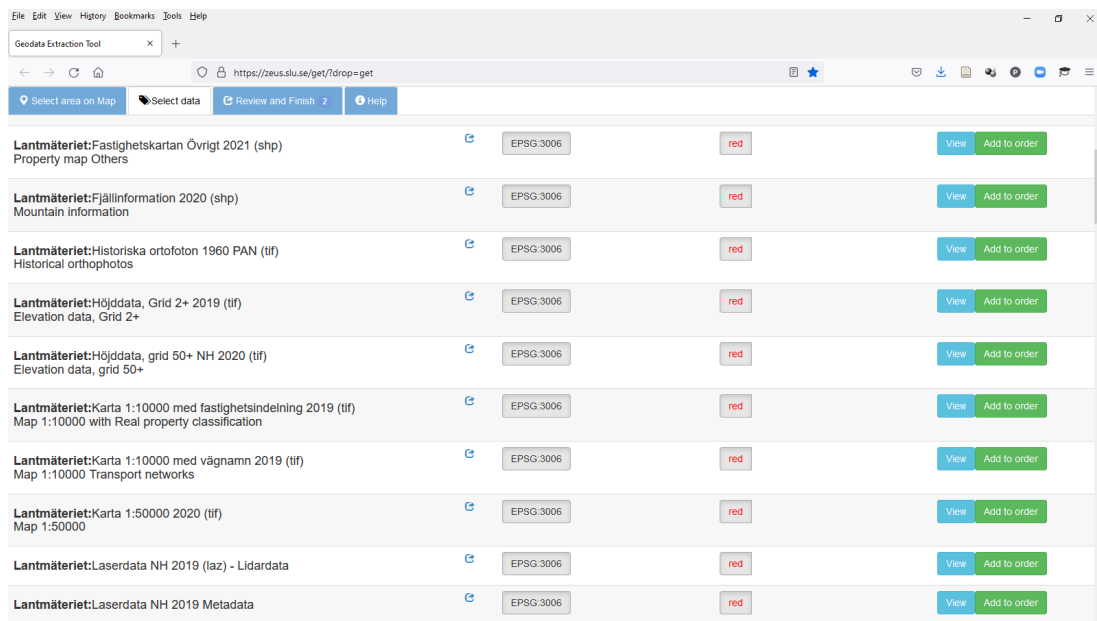 File Edit View History Bookmarks Tools Help
Geodata Extraction Tool
https://zeus.slu.se/get/?drop=get
Select area on Map Select data Review and Finish 2 Help
Lantmäteriet:Fastighetskartan Övrigt 2021 (shp) EPSG:3006 red View Add to order
Property map Others
Lantmäteriet:Fjällinformation 2020 (shp) EPSG:3006 red View Add to order
Mountain information
Lantmäteriet:Historiska ortofoton 1960 PAN (tif) EPSG:3006 red View Add to order
Historical orthophotos
Lantmäteriet:Höjddata, Grid 2+ 2019 (tif) EPSG:3006 red View Add to order
Elevation data, Grid 2+
Lantmäteriet:Höjddata, grid 50+ NH 2020 (tif) EPSG:3006 red View Add to order
Elevation data, grid 50+
Lantmäteriet:Karta 1:10000 med fastighetsindelning 2019 (tif) EPSG:3006 red View Add to order
Map 1:10000 with Real property classification
Lantmäteriet:Karta 1:10000 med vägnamn 2019 (tif) EPSG:3006 red View Add to order
Map 1:10000 Transport networks
Lantmäteriet:Karta 1:50000 2020 (tif) EPSG:3006 red View Add to order
Map 1:50000
Lantmäteriet:Laserdata NH 2019 (laz) - Lidardata EPSG:3006 red View Add to order
Lantmäteriet:Laserdata NH 2019 Metadata EPSG:3006 red View Add to order